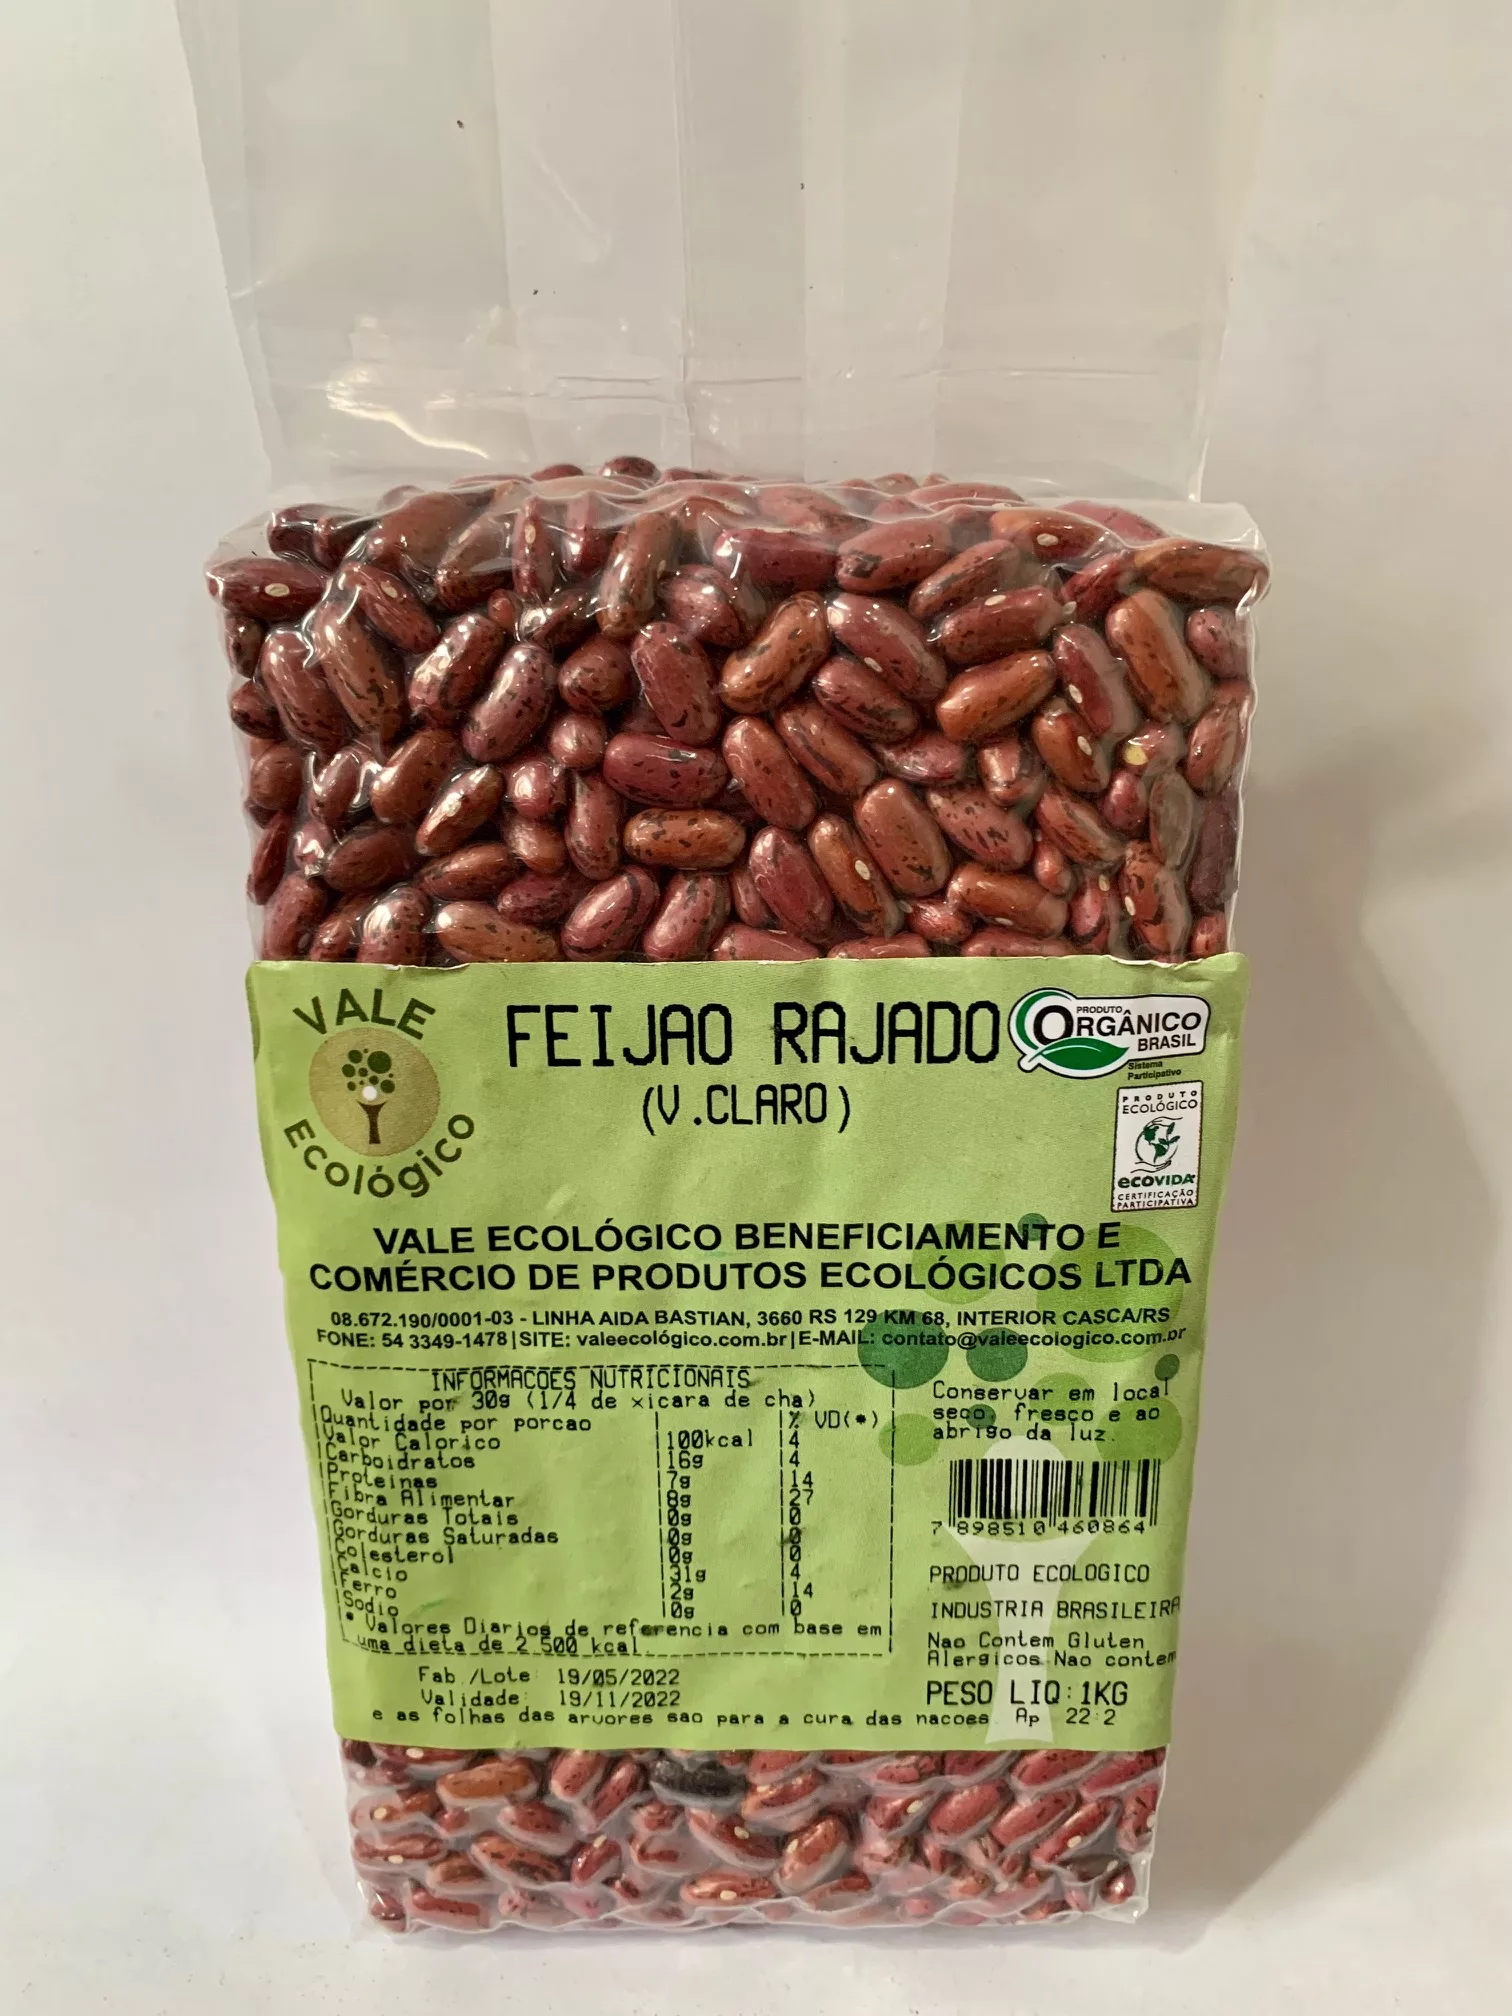 VALE
ECOLÓGICO
FEIJAO RAJADO
(V.CLARO)
PRODUTO
ORGÂNICO
BRASIL
Sistema
Participativo
PRODUTO
ECOLÓGICO
ecovida
CERTIFICAÇÃO
PARTICIPATIVA
VALE ECOLÓGICO BENEFICIAMENTO E
COMÉRCIO DE PRODUTOS ECOLÓGICOS LTDA
08.672.190/0001-03 - LINHA AIDA BASTIAN, 3660 RS 129 KM 68, INTERIOR CASCA/RS
FONE: 54 3349-1478|SITE: valeecológico.com.br|E-MAIL: contato@valeecologico.com.br
INFORMACOES NUTRICIONAIS
Valor por 30g (1/4 de xicara de cha)
Quantidade por porcao % VD(*)
Valor Calorico 100kcal 4
Carboidratos 16g 4
Proteinas 7g 14
Fibra Alimentar 8g 27
Gorduras Totais 0g 0
Gorduras Saturadas 0g 0
Colesterol 0g 0
Calcio 31g 4
Ferro 2g 14
Sodio 0g 0
* Valores Diarios de referencia com base em
uma dieta de 2.500 kcal.
Fab./Lote: 19/05/2022
Validade: 19/11/2022
Conservar em local
seco, fresco e ao
abrigo da luz.
7 898510 460864
PRODUTO ECOLOGICO
INDUSTRIA BRASILEIRA
Nao Contem Gluten
Alergicos Nao contem
PESO LIQ: 1KG
e as folhas das arvores sao para a cura das nacoes. Ap 22:2